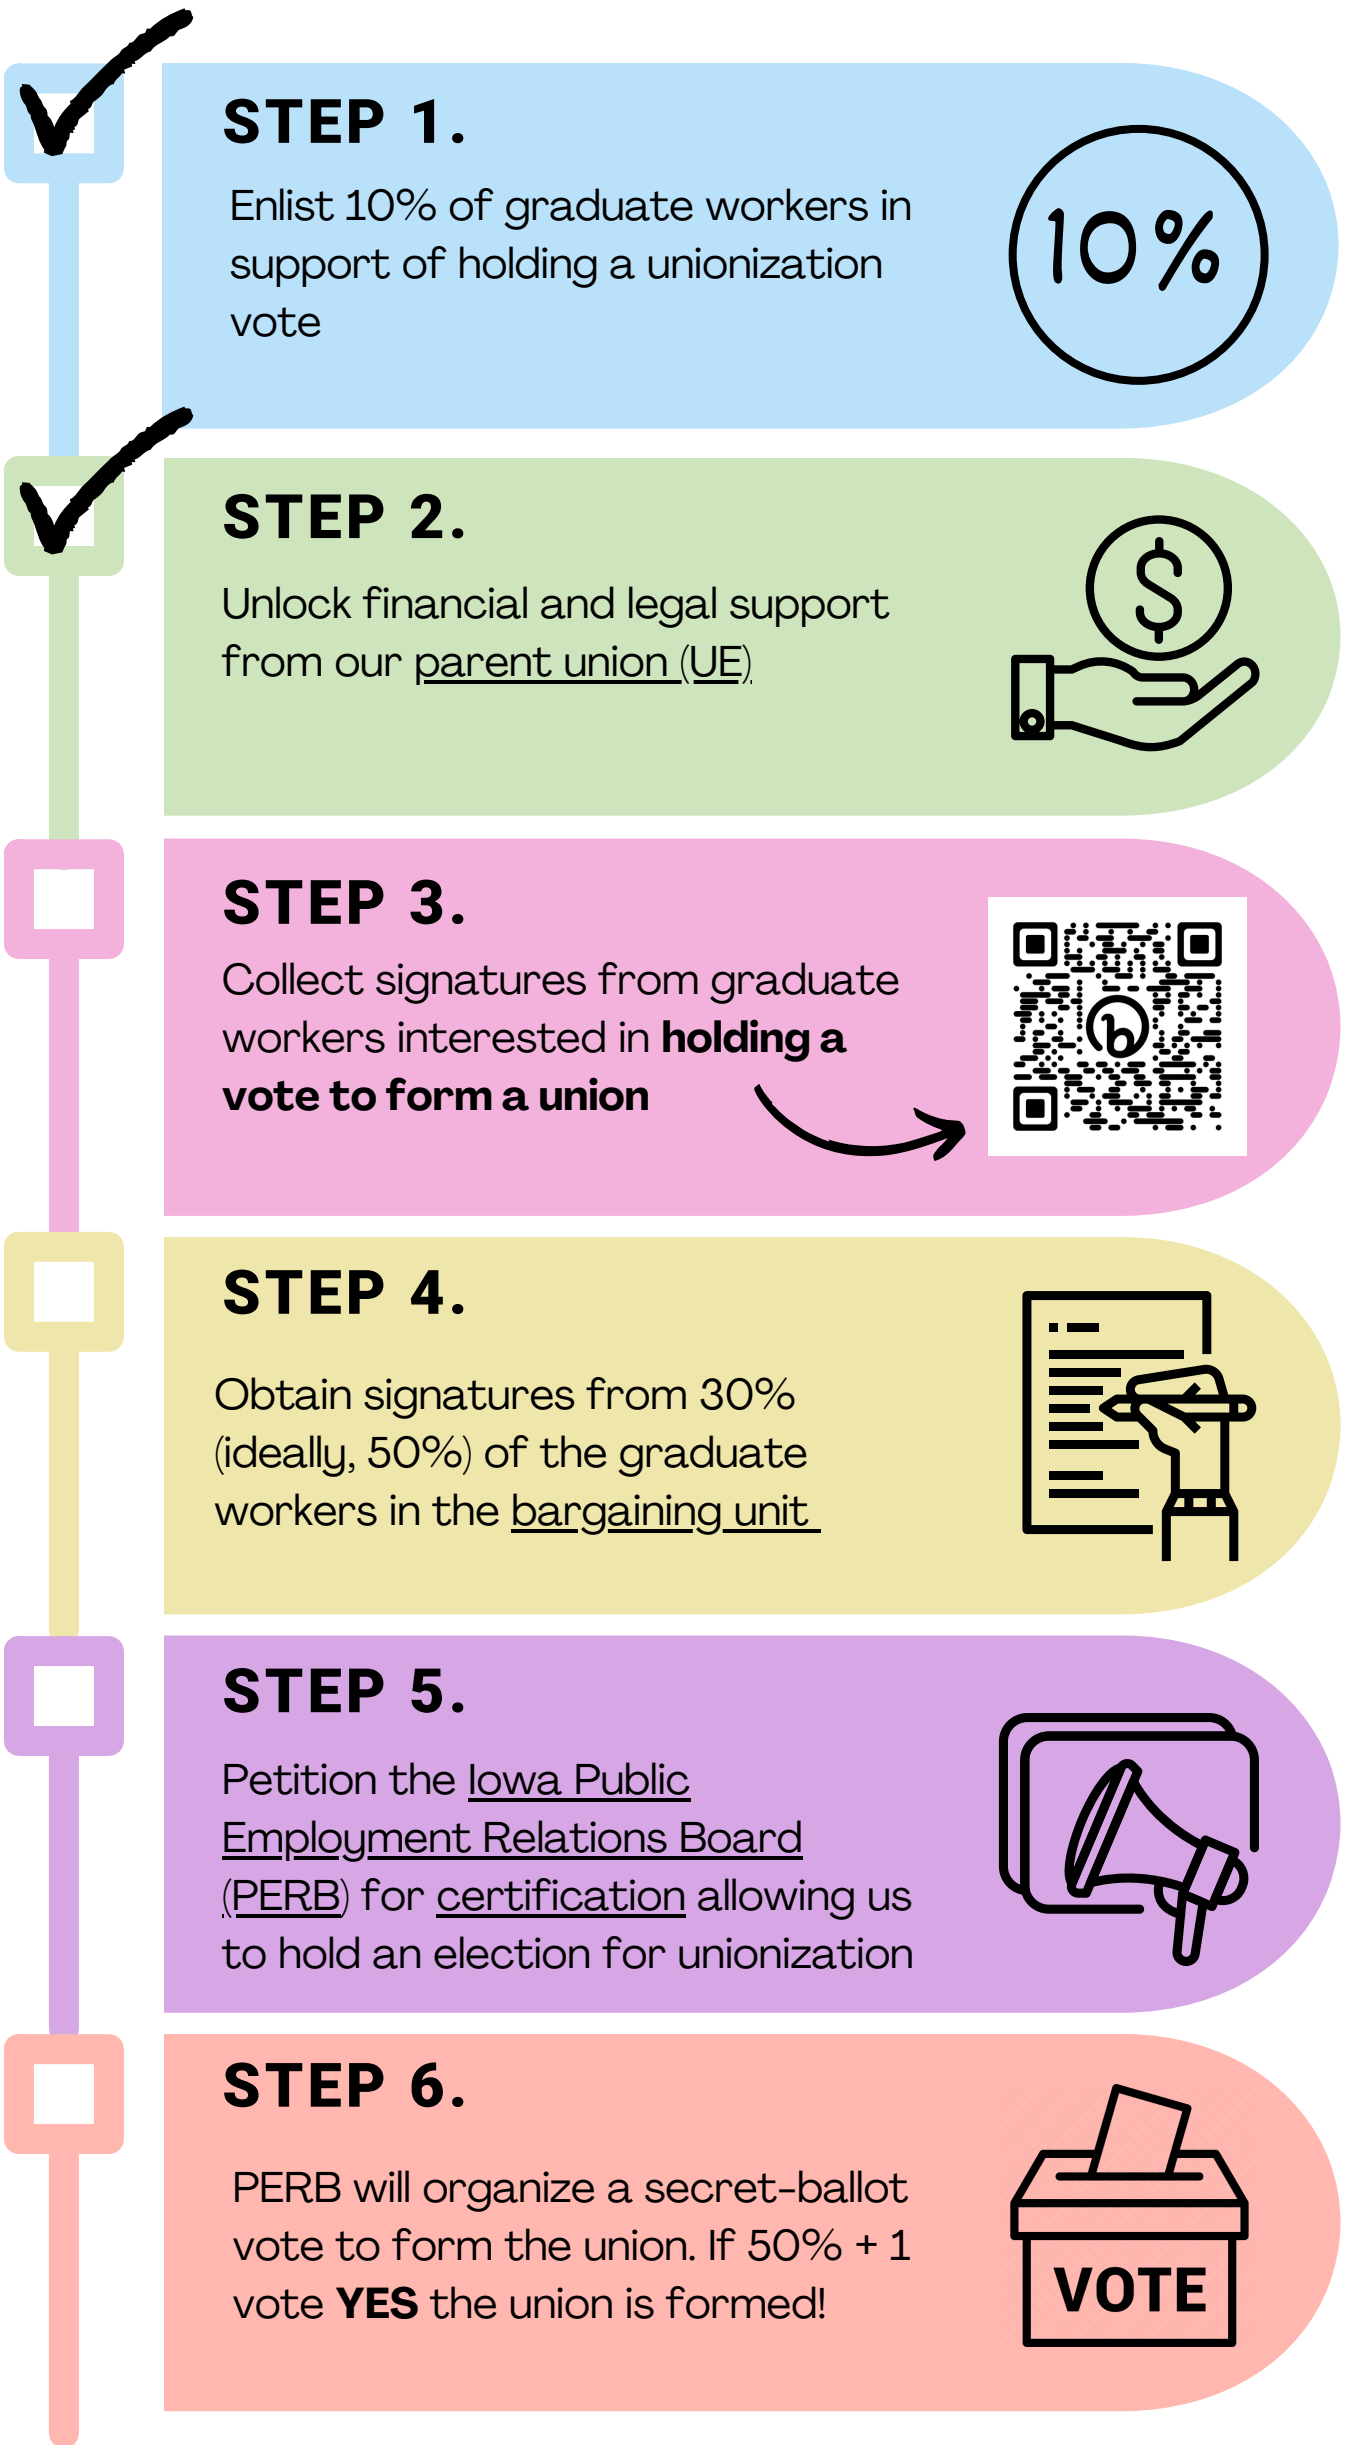 STEP 1.
Enlist 10% of graduate workers in
support of holding a unionization
vote
10%
STEP 2.
Unlock financial and legal support
from our parent union (UE)
$
STEP 3.
Collect signatures from graduate
workers interested in holding a
vote to form a union
b
STEP 4.
Obtain signatures from 30%
(ideally, 50%) of the graduate
workers in the bargaining unit
STEP 5.
Petition the Iowa Public
Employment Relations Board
(PERB) for certification allowing us
to hold an election for unionization
STEP 6.
PERB will organize a secret-ballot
vote to form the union. If 50% + 1
vote YES the union is formed!
VOTE